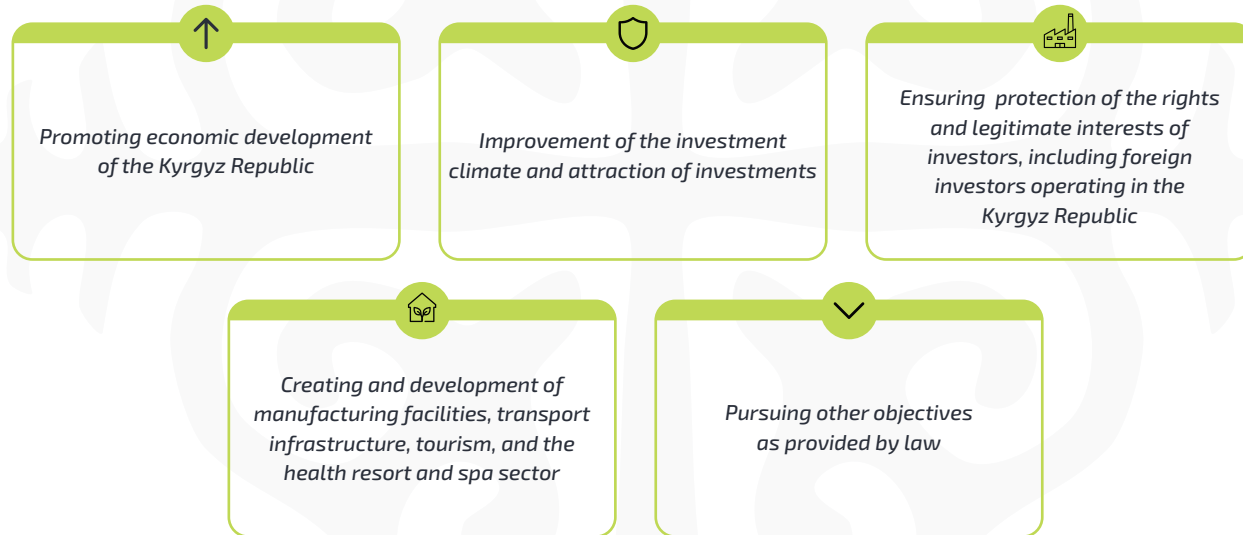 Promoting economic development
of the Kyrgyz Republic
Improvement of the investment
climate and attraction of investments
Ensuring  protection of the rights
and legitimate interests of
investors, including foreign
investors operating in the
Kyrgyz Republic
Creating and development of
manufacturing facilities, transport
infrastructure, tourism, and the
health resort and spa sector
Pursuing other objectives
as provided by law